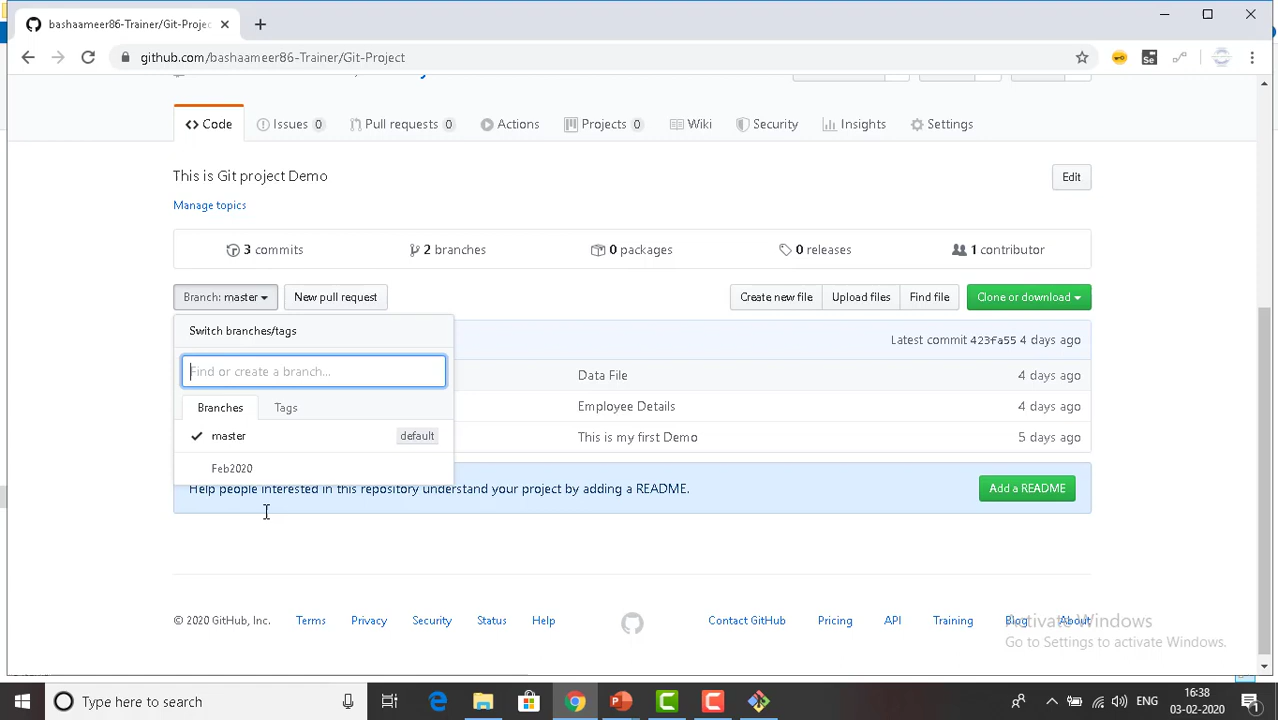 bashaameer86-Trainer/Git-Projec
github.com/bashaameer86-Trainer/Git-Project
Se
Code
Issues 0
Pull requests 0
Actions
Projects 0
Wiki
Security
Insights
Settings
This is Git project Demo
Edit
Manage topics
3 commits
2 branches
0 packages
0 releases
1 contributor
Branch: master
New pull request
Create new file
Upload files
Find file
Clone or download
Switch branches/tags
Latest commit 423fa55 4 days ago
Find or create a branch...
Data File
4 days ago
Branches
Tags
Employee Details
4 days ago
master
default
This is my first Demo
5 days ago
Feb2020
Help people interested in this repository understand your project by adding a README.
Add a README
© 2020 GitHub, Inc.
Terms
Privacy
Security
Status
Help
Contact GitHub
Pricing
API
Training
Blog
About
Activate Windows
Go to Settings to activate Windows.
Type here to search
ENG
16:38
03-02-2020
1